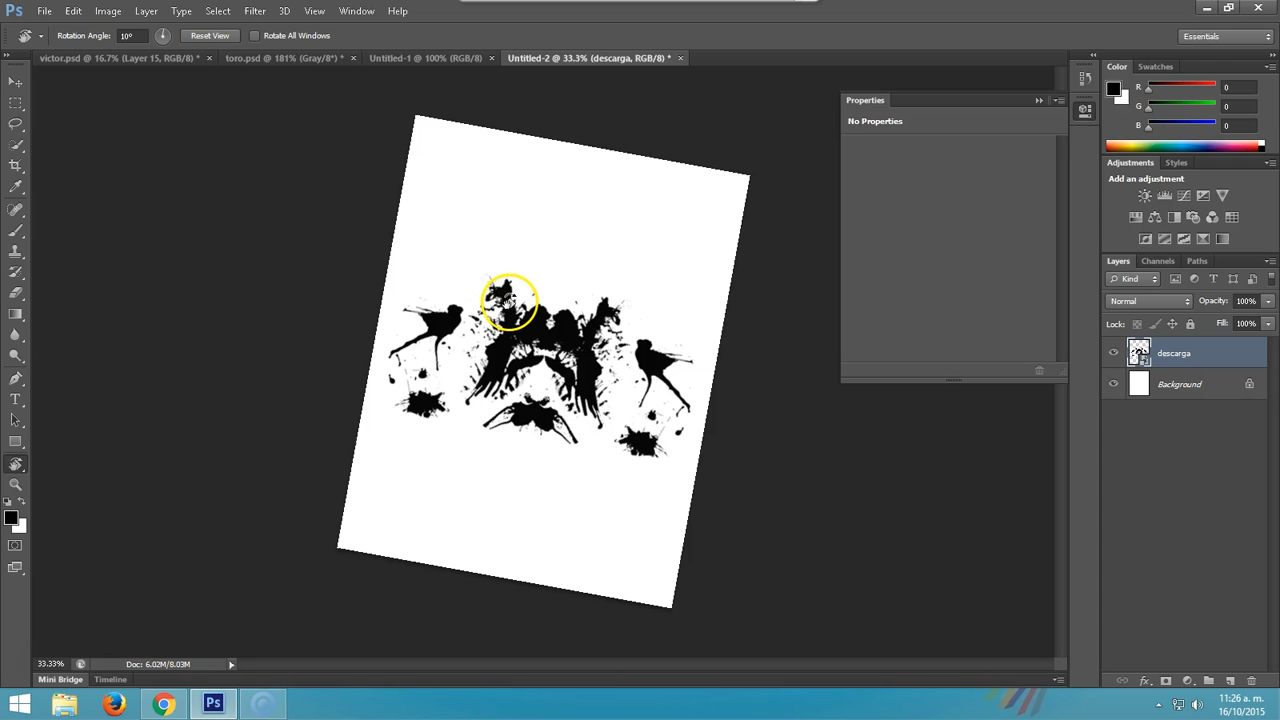 Ps File Edit Image Layer Type Select Filter 3D View Window Help
Rotation Angle: 10° Reset View Rotate All Windows Essentials
victor.psd @ 16.7% (Layer 15, RGB/8) * × toro.psd @ 181% (Gray/8*) * × Untitled-1 @ 100% (RGB/8) × Untitled-2 @ 33.3% (descarga, RGB/8) * ×
Color Swatches
R 0
G 0
B 0
Properties
No Properties
Adjustments Styles
Add an adjustment
Layers Channels Paths
Kind
Normal Opacity: 100%
Lock: Fill: 100%
descarga
Background
33.33% Doc: 6.02M/8.03M
Mini Bridge Timeline
Ps
11:26 a. m.
16/10/2015